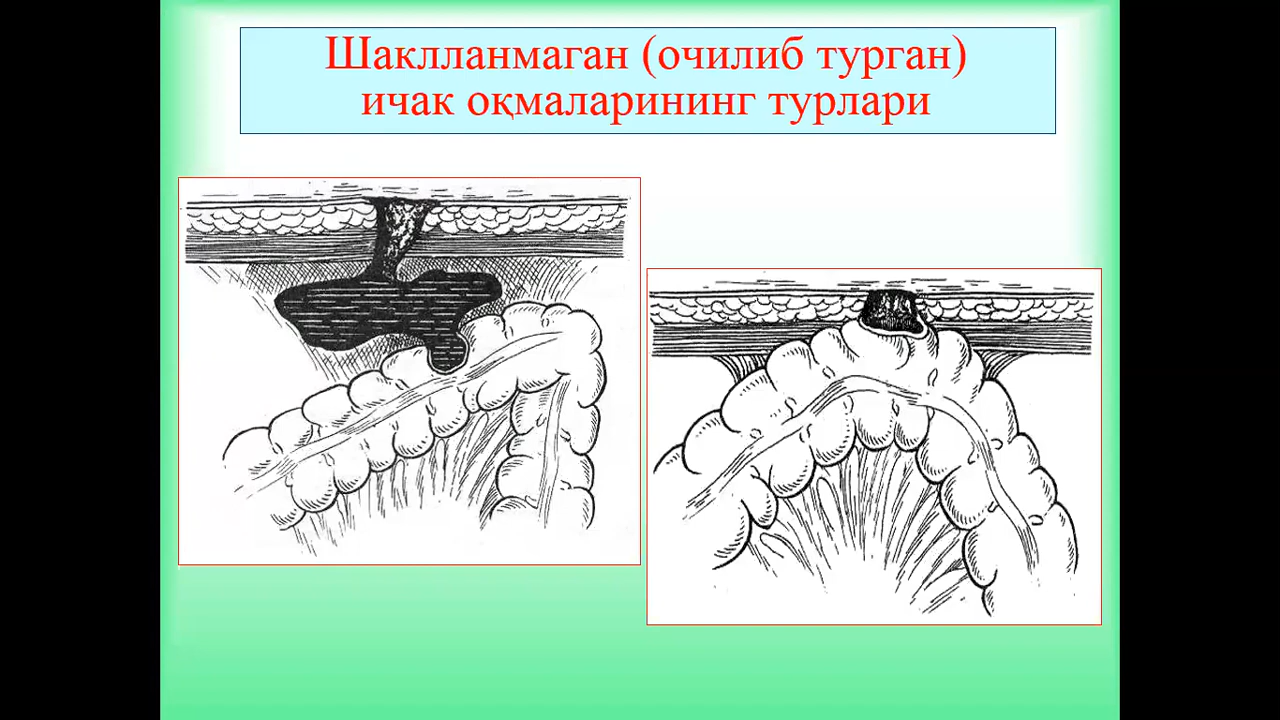 Шаклланмаган (очилиб турган)
ичак оқмаларининг турлари